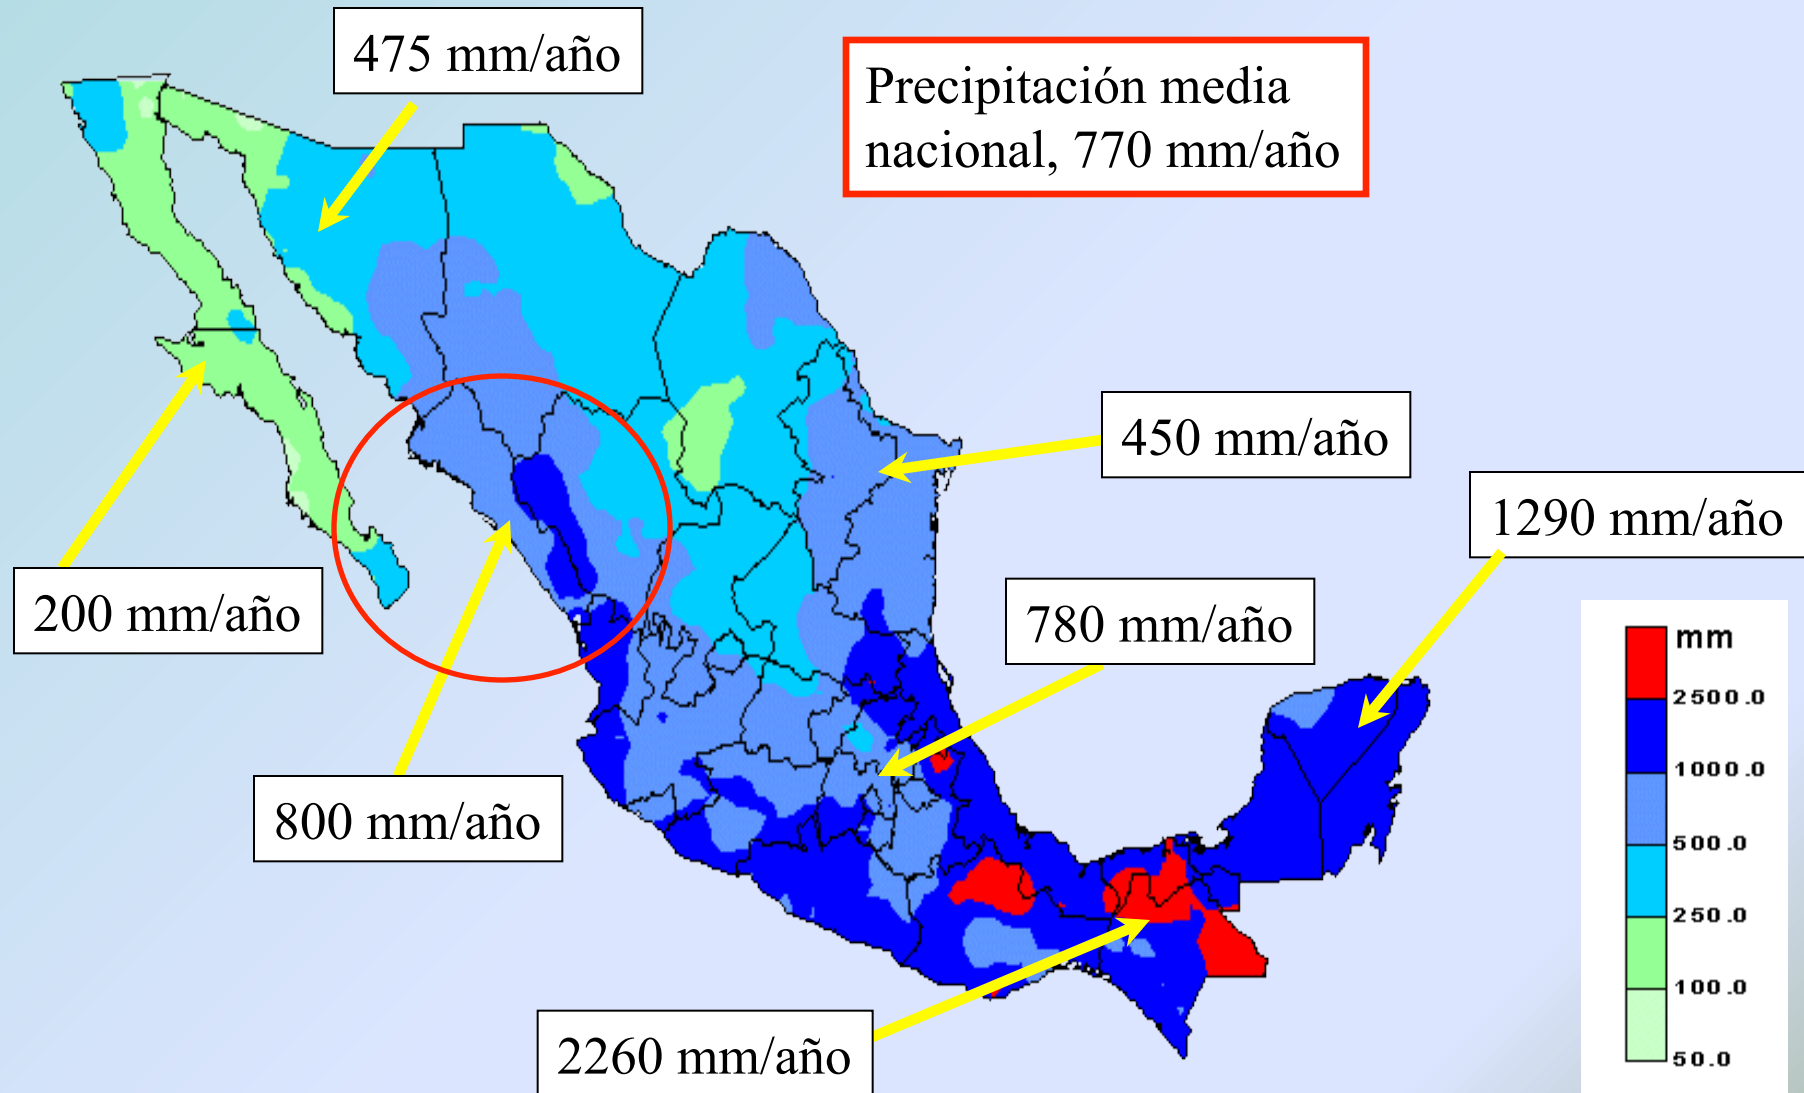 475 mm/año
Precipitación media
nacional, 770 mm/año
450 mm/año
1290 mm/año
200 mm/año
780 mm/año
800 mm/año
2260 mm/año
mm
2500.0
1000.0
500.0
250.0
100.0
50.0